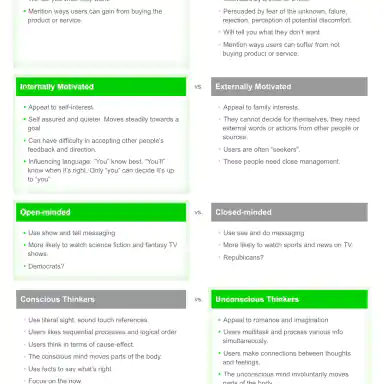 Mention ways users can gain from buying the
product or service.
Persuaded by fear of the unknown, failure,
rejection, perception of potential discomfort.
Will tell you what they don't want
Mention ways users can suffer from not
buying product or service.
Internally Motivated
vs.
Externally Motivated
Appeal to self-interest.
Self assured and quieter. Moves steadily towards a
goal
Can have difficulty in accepting other people's
feedback and direction.
Influencing language: "You" know best. "You'll"
know when it's right. Only "you" can decide it's up
to "you"
Appeal to family interests.
They cannot decide for themselves, they need
external words or actions from other people or
sources.
Users are often "seekers".
These people need close management.
Open-minded
vs.
Closed-minded
Use show and tell messaging
More likely to watch science fiction and fantasy TV
shows.
Democrats?
Use see and do messaging
More likely to watch sports and news on TV.
Republicans?
Conscious Thinkers
vs.
Unconscious Thinkers
Use literal sight, sound touch references.
Users likes sequential processes and logical order
Users think in terms of cause-effect.
The conscious mind moves parts of the body.
Use facts to say what's right.
Focus on the now.
Appeal to romance and imagination
Users multitask and process various info
simultaneously.
Users make connections between thoughts
and feelings.
The unconscious mind involuntarily moves
parts of the body.